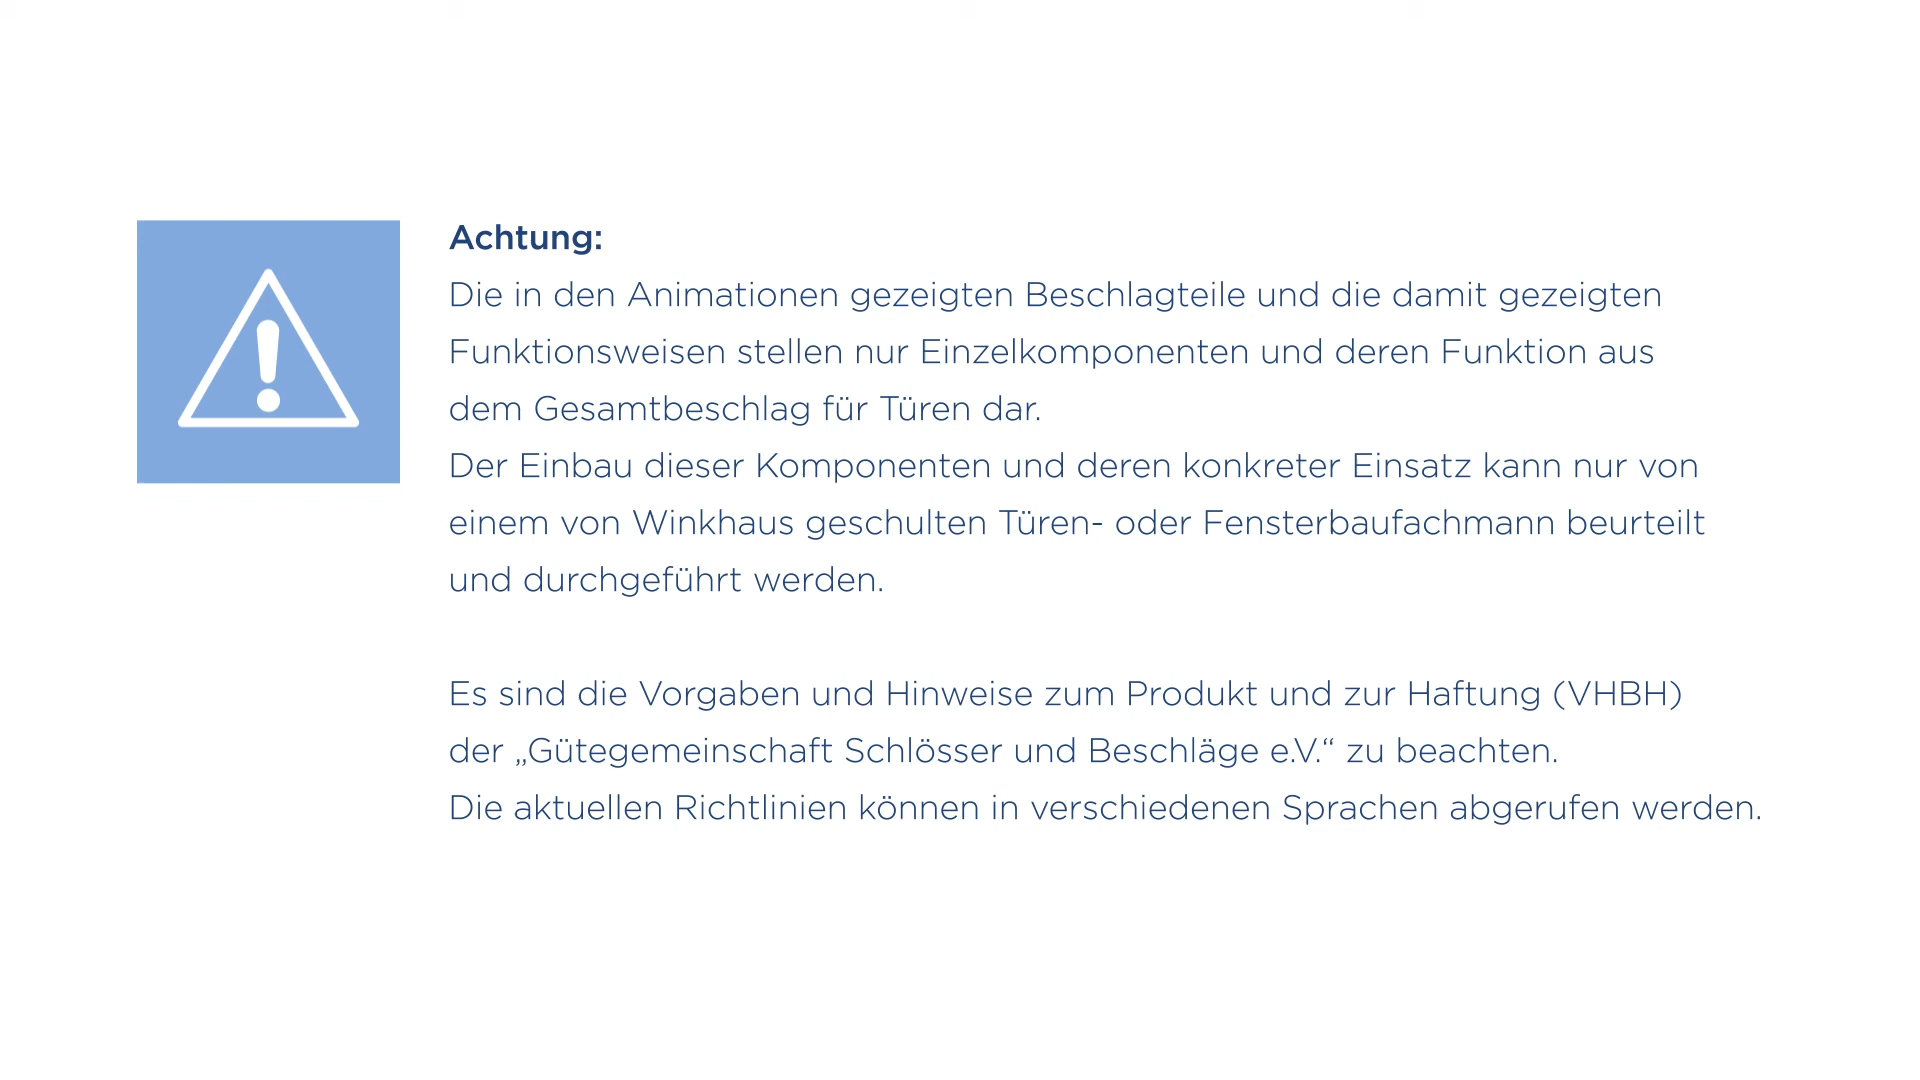 Achtung:
Die in den Animationen gezeigten Beschlagteile und die damit gezeigten
Funktionsweisen stellen nur Einzelkomponenten und deren Funktion aus
dem Gesamtbeschlag für Türen dar.
Der Einbau dieser Komponenten und deren konkreter Einsatz kann nur von
einem von Winkhaus geschulten Türen- oder Fensterbaufachmann beurteilt
und durchgeführt werden.
Es sind die Vorgaben und Hinweise zum Produkt und zur Haftung (VHBH)
der „Gütegemeinschaft Schlösser und Beschläge e.V.“ zu beachten.
Die aktuellen Richtlinien können in verschiedenen Sprachen abgerufen werden.